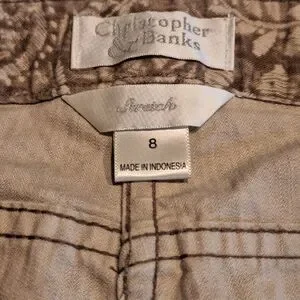 Christopher
& Banks
Stretch
8
MADE IN INDONESIA